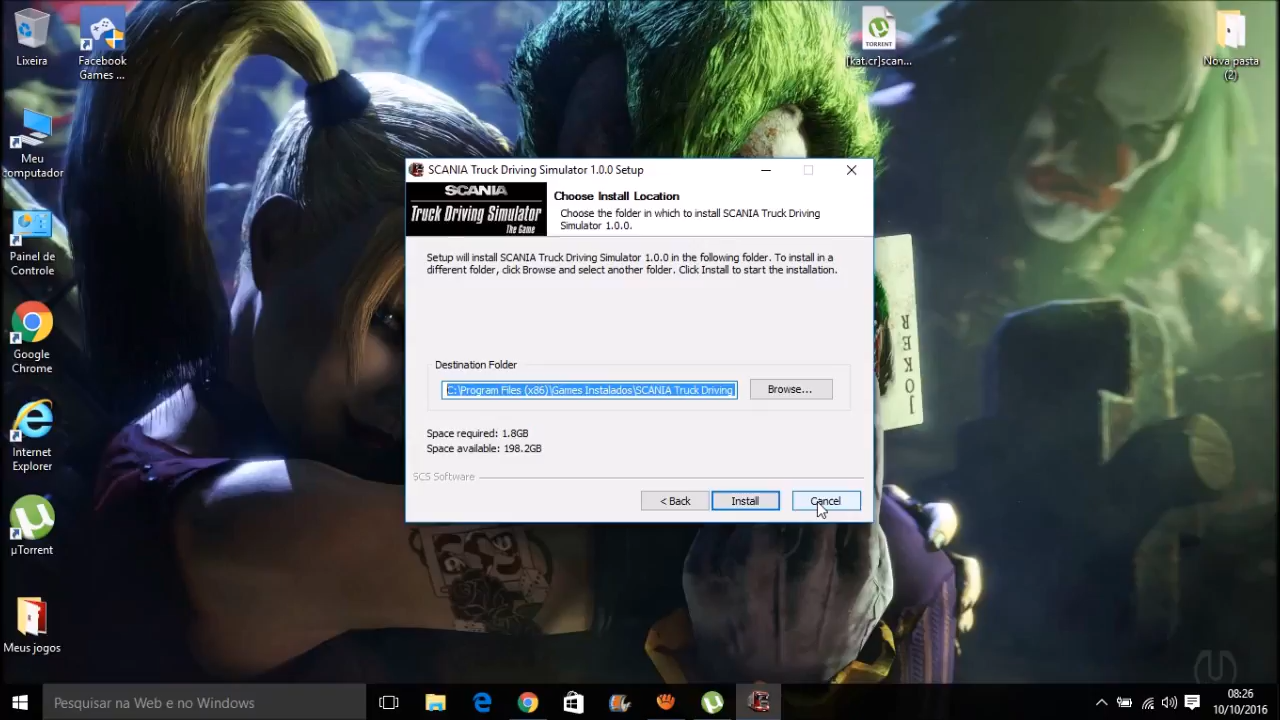 Lixeira
Facebook
Games ...
TORRENT
[kat.cr]scan...
Nova pasta
(2)
Meu
computador
Painel de
Controle
Google
Chrome
Internet
Explorer
µTorrent
Meus jogos
SCANIA Truck Driving Simulator 1.0.0 Setup
SCANIA
Truck Driving Simulator
The Game
Choose Install Location
Choose the folder in which to install SCANIA Truck Driving
Simulator 1.0.0.
Setup will install SCANIA Truck Driving Simulator 1.0.0 in the following folder. To install in a
different folder, click Browse and select another folder. Click Install to start the installation.
Destination Folder
C:\Program Files (x86)\Games Instalados\SCANIA Truck Driving
Browse...
Space required: 1.8GB
Space available: 198.2GB
SCS Software
< Back
Install
Cancel
JOKER
Pesquisar na Web e no Windows
08:26
10/10/2016